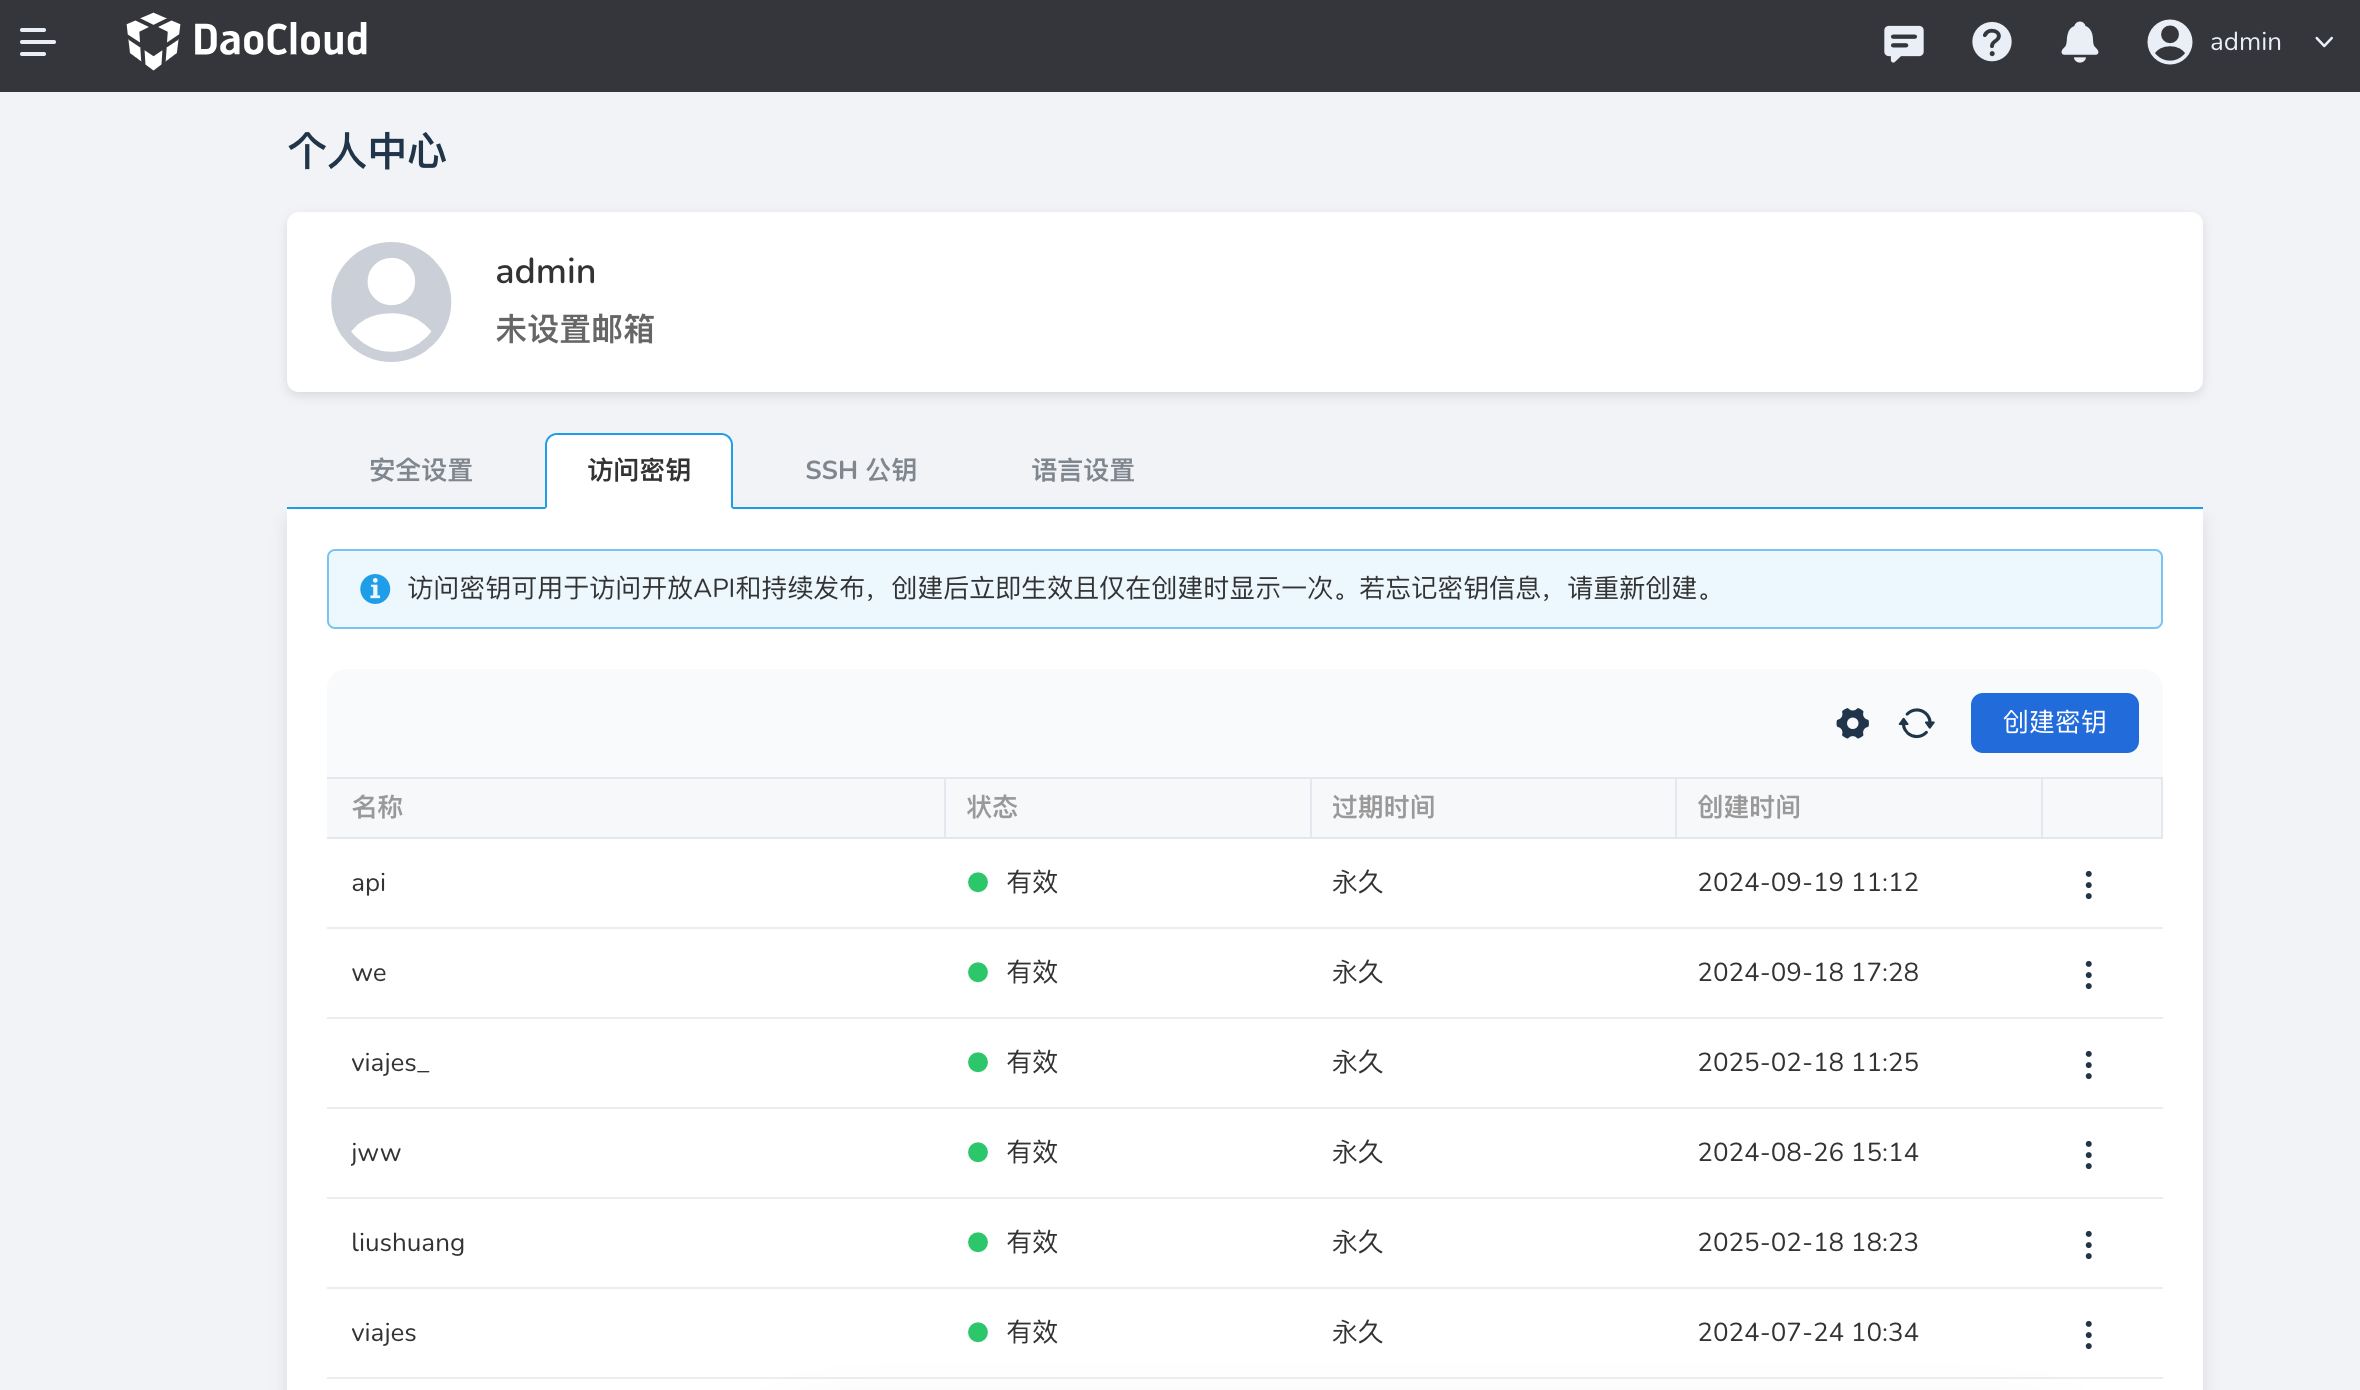 DaoCloud
admin
个人中心
admin
未设置邮箱
安全设置 访问密钥 SSH 公钥 语言设置
访问密钥可用于访问开放API和持续发布，创建后立即生效且仅在创建时显示一次。若忘记密钥信息，请重新创建。
创建密钥
名称 状态 过期时间 创建时间
api 有效 永久 2024-09-19 11:12
we 有效 永久 2024-09-18 17:28
viajes_ 有效 永久 2025-02-18 11:25
jww 有效 永久 2024-08-26 15:14
liushuang 有效 永久 2025-02-18 18:23
viajes 有效 永久 2024-07-24 10:34